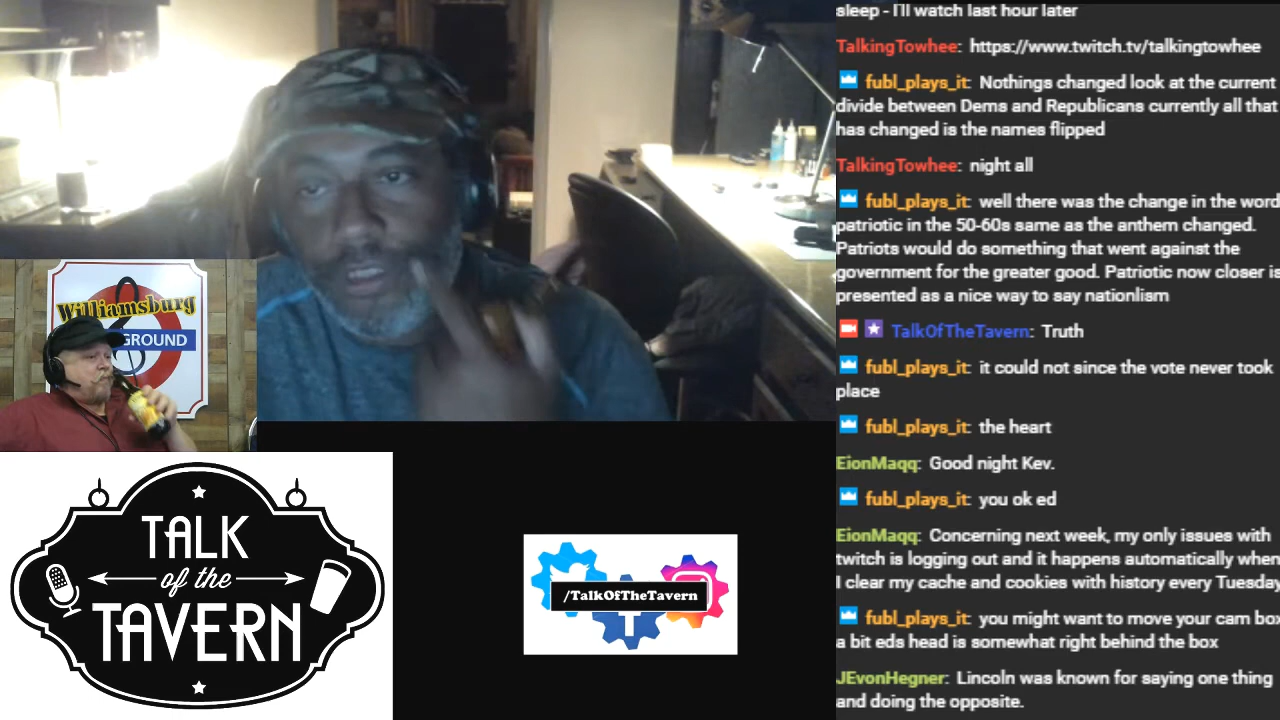 sleep - I'll watch last hour later
TalkingTowhee: https://www.twitch.tv/talkingtowhee
fubl_plays_it: Nothings changed look at the current
divide between Dems and Republicans currently all that
has changed is the names flipped
TalkingTowhee: night all
fubl_plays_it: well there was the change in the word
patriotic in the 50-60s same as the anthem changed.
Patriots would do something that went against the
government for the greater good. Patriotic now closer is
presented as a nice way to say nationlism
TalkOfTheTavern: Truth
fubl_plays_it: it could not since the vote never took
place
fubl_plays_it: the heart
EionMaqq: Good night Kev.
fubl_plays_it: you ok ed
EionMaqq: Concerning next week, my only issues with
twitch is logging out and it happens automatically when
I clear my cache and cookies with history every Tuesday
fubl_plays_it: you might want to move your cam box
a bit eds head is somewhat right behind the box
JEvonHegner: Lincoln was known for saying one thing
and doing the opposite.
Williamsburg
GROUND
TALK
of the
TAVERN
/TalkOfTheTavern